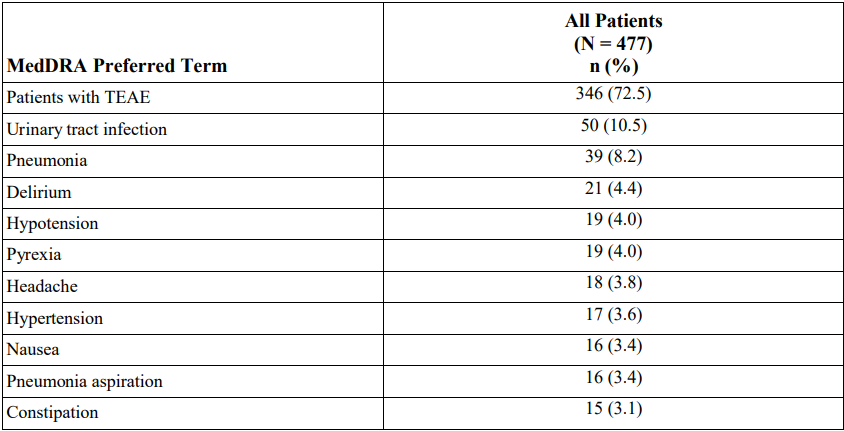 MedDRA Preferred Term
All Patients
(N = 477)
n (%)
Patients with TEAE 346 (72.5)
Urinary tract infection 50 (10.5)
Pneumonia 39 (8.2)
Delirium 21 (4.4)
Hypotension 19 (4.0)
Pyrexia 19 (4.0)
Headache 18 (3.8)
Hypertension 17 (3.6)
Nausea 16 (3.4)
Pneumonia aspiration 16 (3.4)
Constipation 15 (3.1)